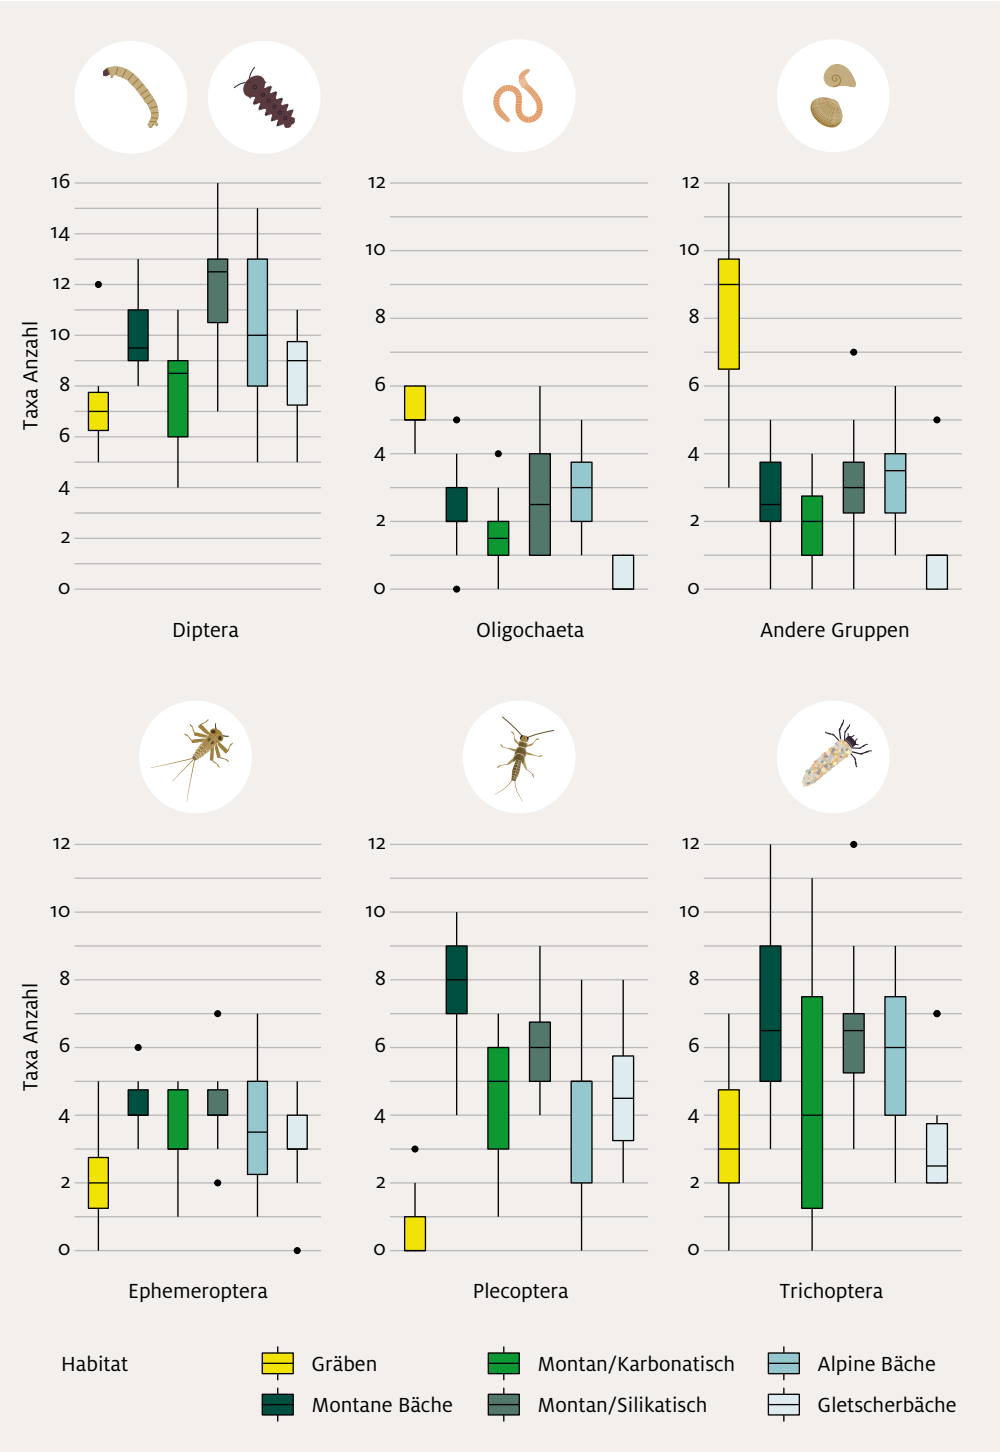 16
14
12
10
8
6
4
2
0
Taxa Anzahl
Diptera
12
10
8
6
4
2
0
Oligochaeta
12
10
8
6
4
2
0
Andere Gruppen
12
10
8
6
4
2
0
Taxa Anzahl
Ephemeroptera
12
10
8
6
4
2
0
Plecoptera
12
10
8
6
4
2
0
Trichoptera
Habitat
Gräben
Montan/Karbonatisch
Alpine Bäche
Montane Bäche
Montan/Silikatisch
Gletscherbäche